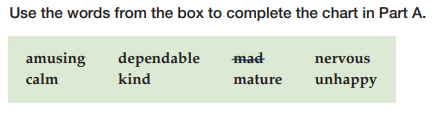 Use the words from the box to complete the chart in Part A.
amusing dependable mad nervous
calm kind mature unhappy